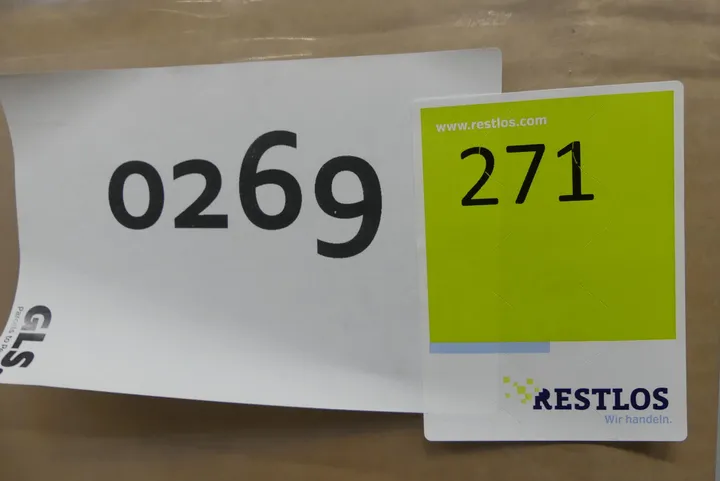 0269
GLS
www.restlos.com
271
RESTLOS
Wir handeln.